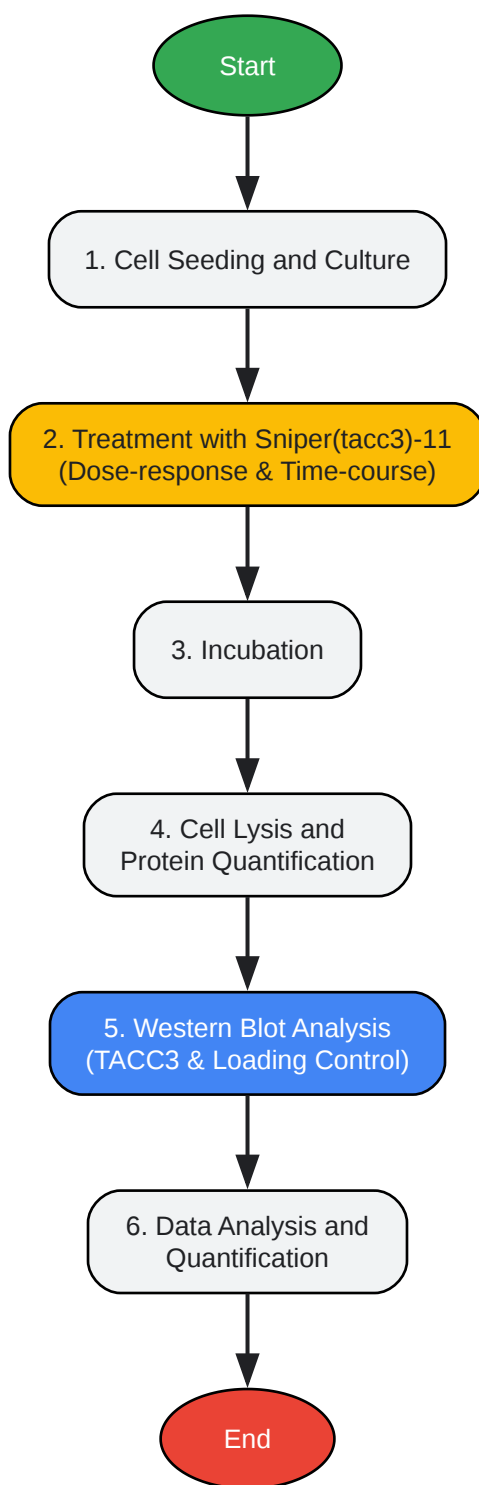 Start
1. Cell Seeding and Culture
2. Treatment with Sniper(tacc3)-11
(Dose-response & Time-course)
3. Incubation
4. Cell Lysis and
Protein Quantification
5. Western Blot Analysis
(TACC3 & Loading Control)
6. Data Analysis and
Quantification
End